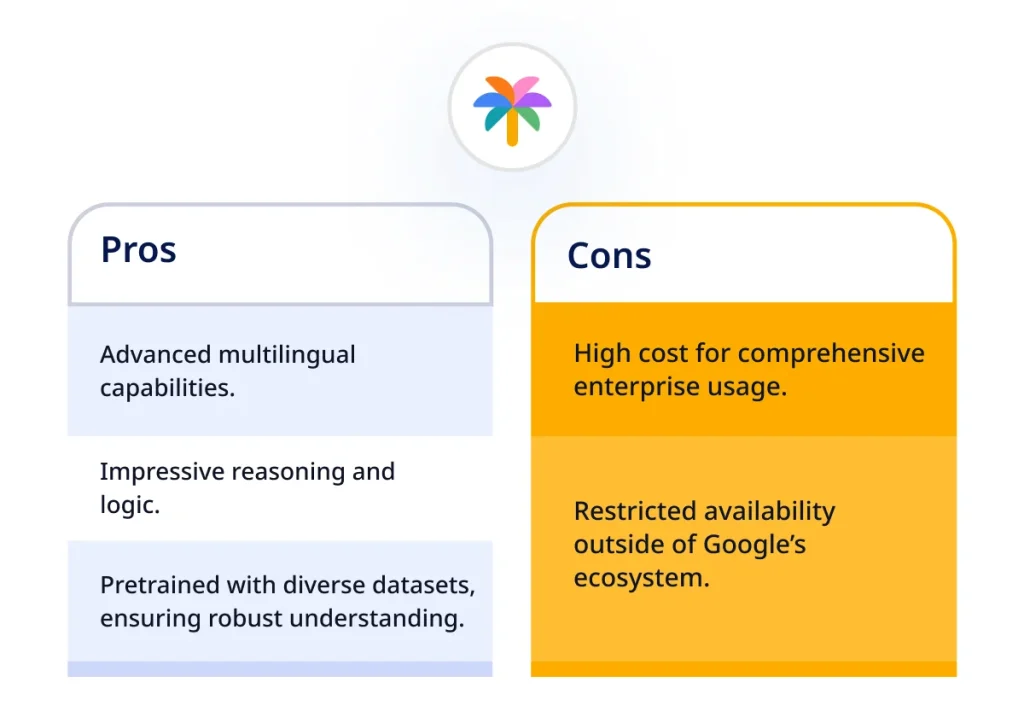 Pros
Advanced multilingual
capabilities.
Impressive reasoning and
logic.
Pretrained with diverse datasets,
ensuring robust understanding.
Cons
High cost for comprehensive
enterprise usage.
Restricted availability
outside of Google’s
ecosystem.